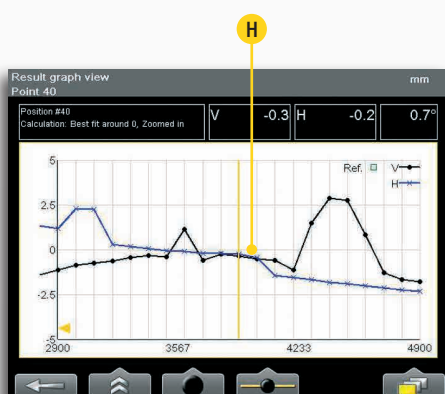 H
Result graph view mm
Point 40
Position #40
Calculation: Best fit around 0, Zoomed in
V -0.3 H -0.2 0.7°
Ref. V
H
5
2.5
0
-2.5
-5
2900 3567 4233 4900